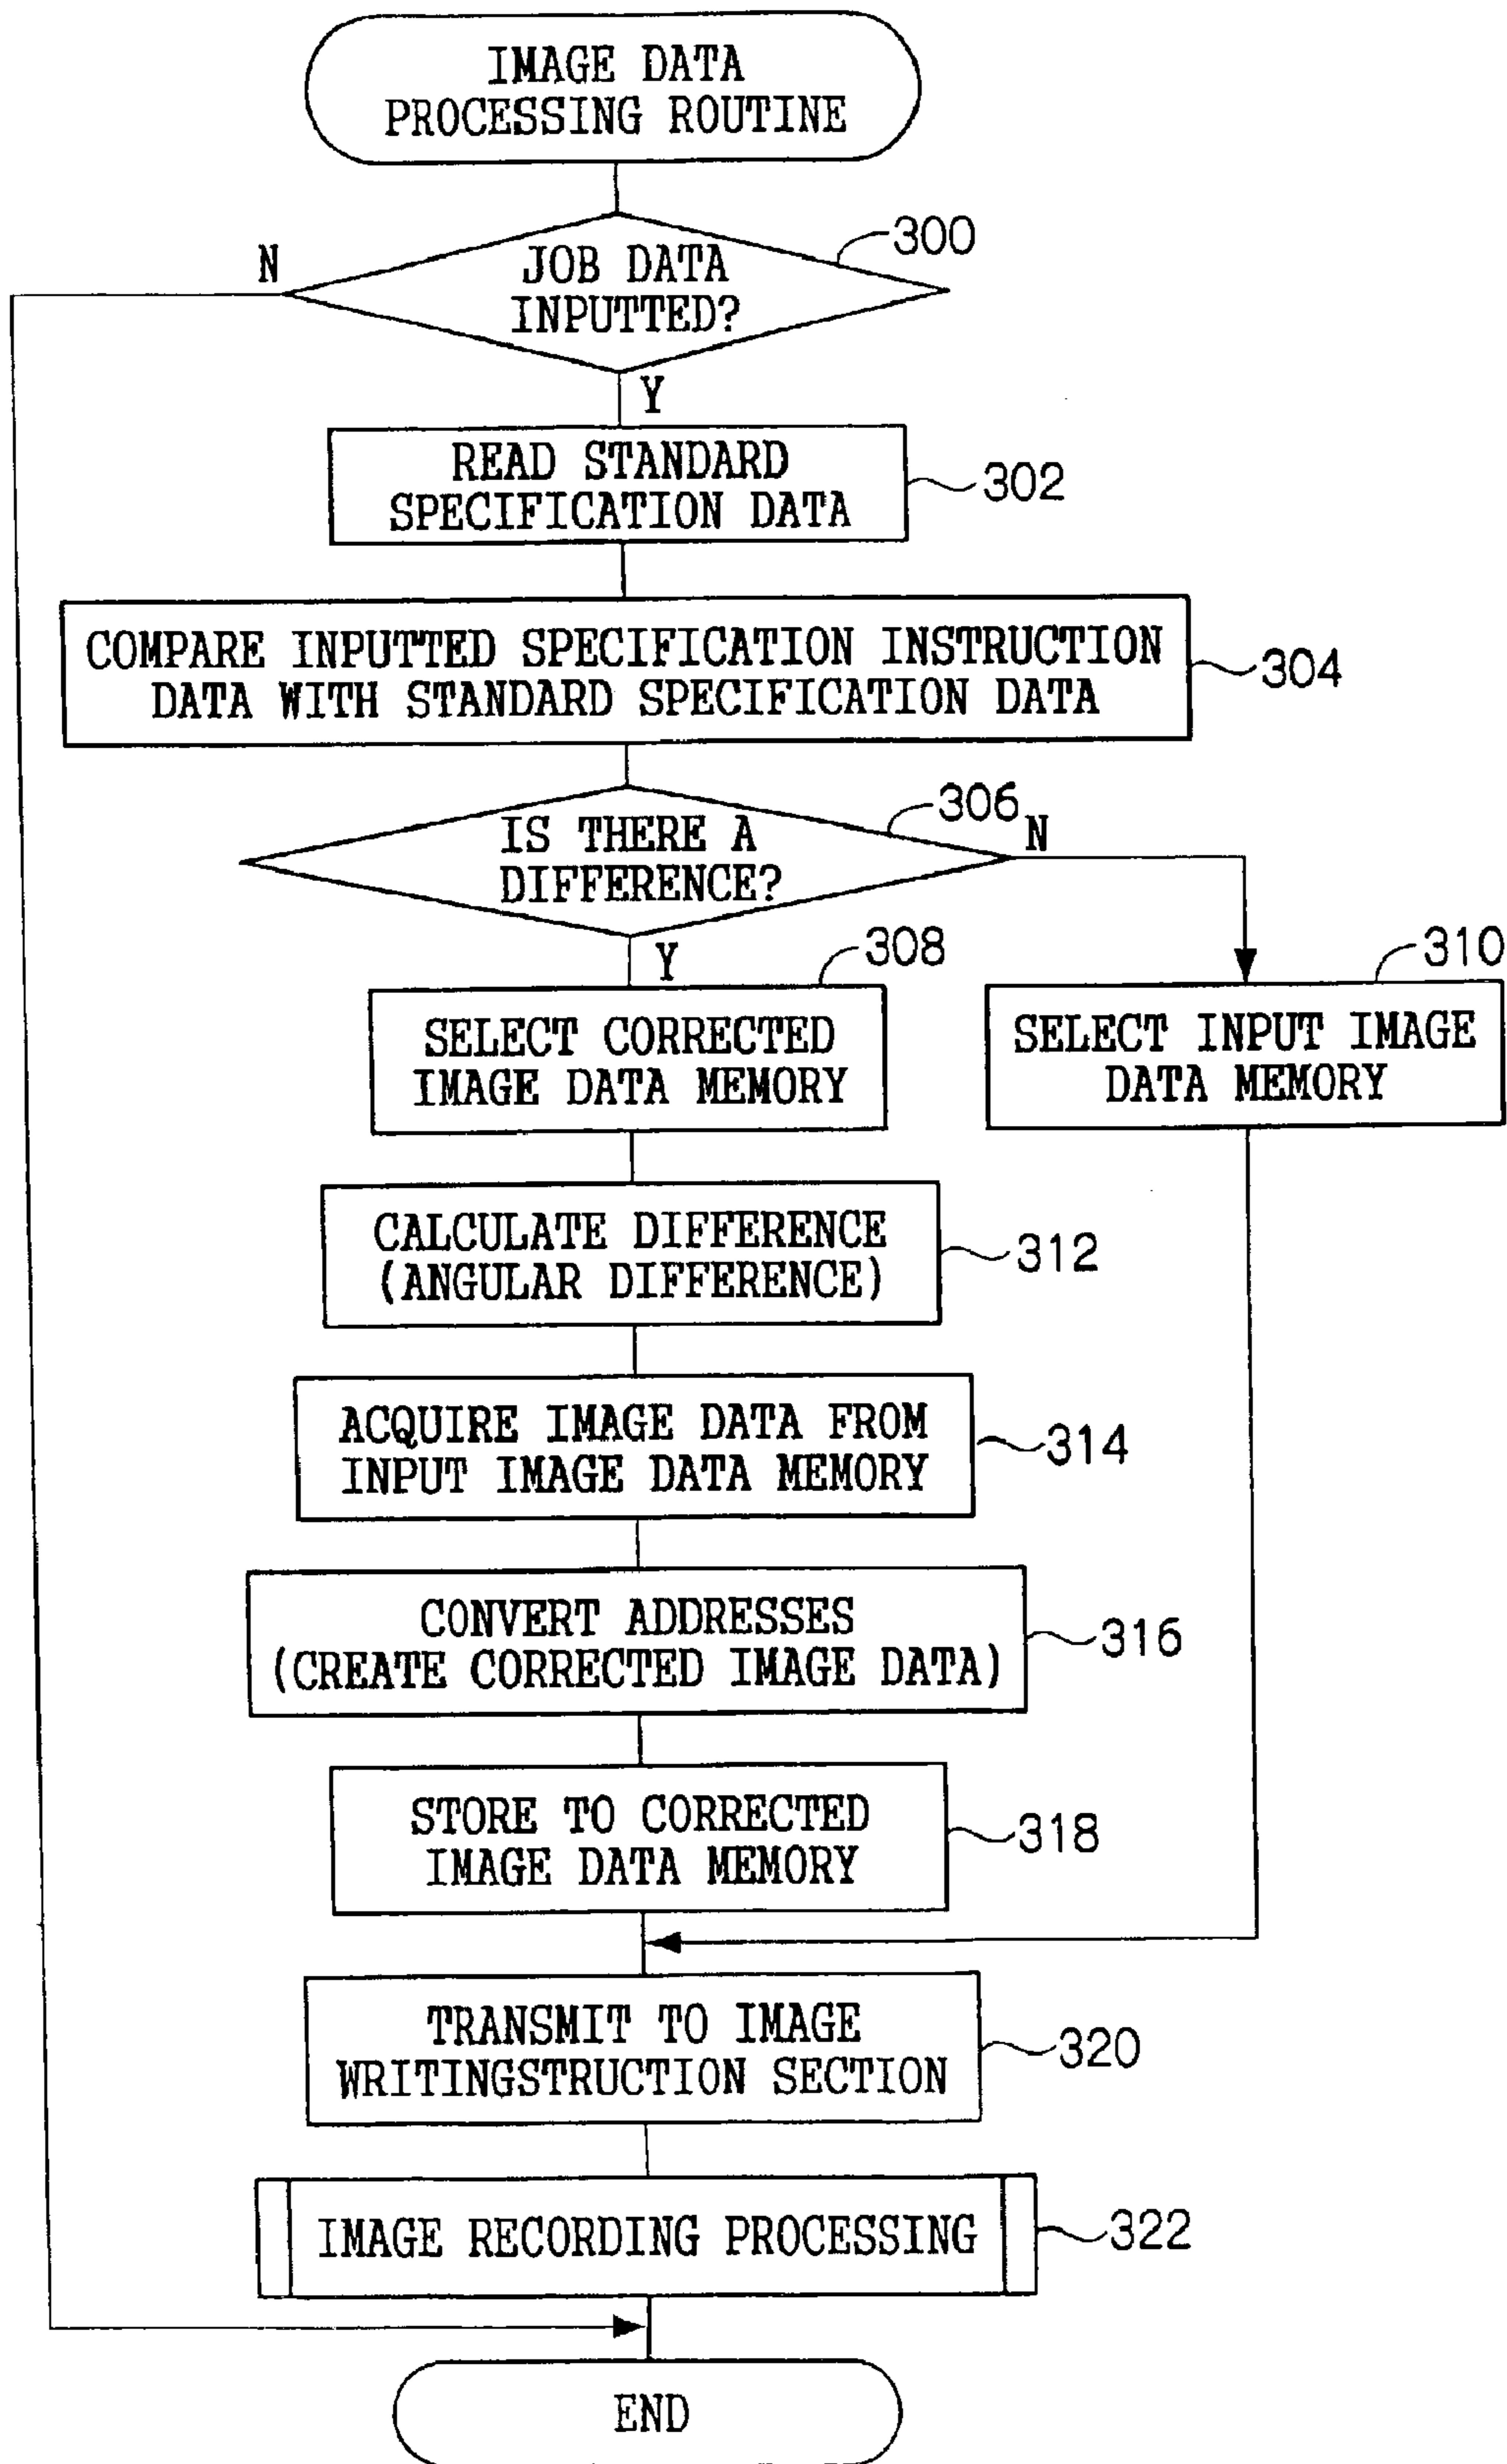 IMAGE DATA
PROCESSING ROUTINE
300
N
JOB DATA
INPUTTED?
Y
READ STANDARD
SPECIFICATION DATA
302
COMPARE INPUTTED SPECIFICATION INSTRUCTION
DATA WITH STANDARD SPECIFICATION DATA
304
306
N
IS THERE A
DIFFERENCE?
Y
308
310
SELECT CORRECTED
IMAGE DATA MEMORY
SELECT INPUT IMAGE
DATA MEMORY
CALCULATE DIFFERENCE
(ANGULAR DIFFERENCE)
312
ACQUIRE IMAGE DATA FROM
INPUT IMAGE DATA MEMORY
314
CONVERT ADDRESSES
(CREATE CORRECTED IMAGE DATA)
316
STORE TO CORRECTED
IMAGE DATA MEMORY
318
TRANSMIT TO IMAGE
WRITINGSTRUCTION SECTION
320
IMAGE RECORDING PROCESSING
322
END